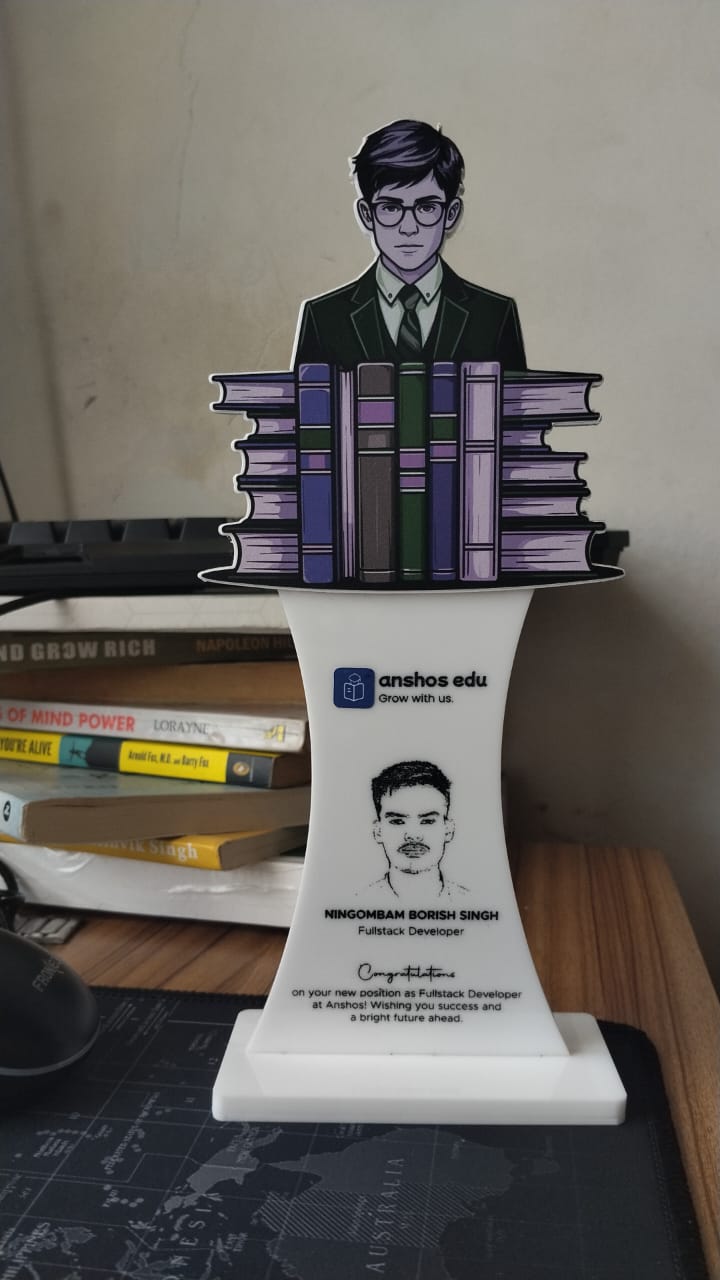 anshos edu
Grow with us.
NINGOMBAM BORISH SINGH
Fullstack Developer
Congratulations
on your new position as Fullstack Developer
at Anshos! Wishing you success and
a bright future ahead.
ND GROW RICH NAPOLEON
OF MIND POWER LORAYNE
YOU'RE ALIVE Arnold Fox, M.D. and Barry Fox
Singh
AUSTRALIA